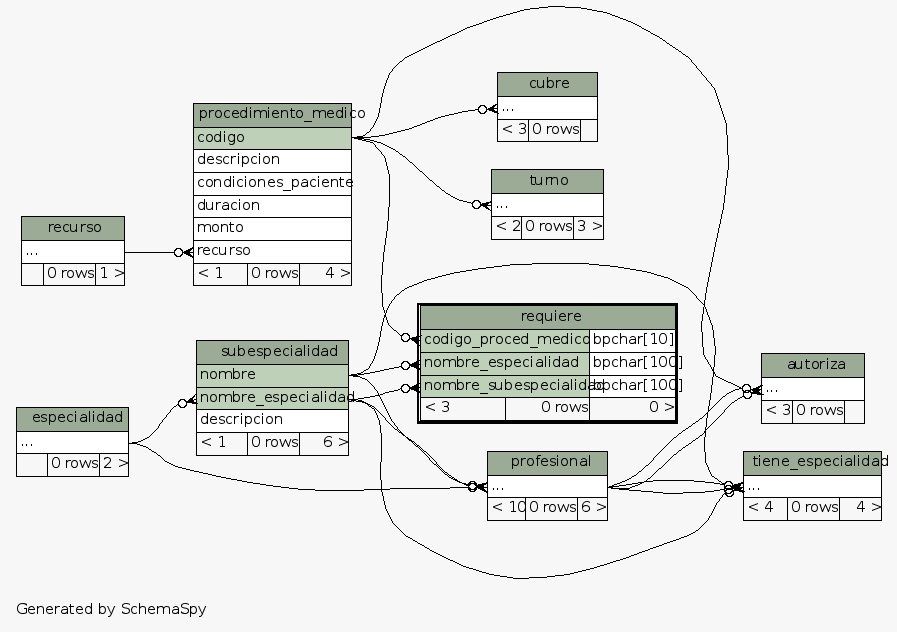 cubre
...
< 3 0 rows
procedimiento_medico
codigo
descripcion
condiciones_paciente
duracion
monto
recurso
< 1 0 rows 4 >
turno
...
< 2 0 rows 3 >
recurso
...
0 rows 1 >
requiere
codigo_proced_medico bpchar[10]
nombre_especialidad bpchar[100]
nombre_subespecialidad bpchar[100]
< 3 0 rows 0 >
subespecialidad
nombre
nombre_especialidad
descripcion
< 1 0 rows 6 >
autoriza
...
< 3 0 rows
especialidad
...
0 rows 2 >
profesional
...
< 10 0 rows 6 >
tiene_especialidad
...
< 4 0 rows 4 >
Generated by SchemaSpy